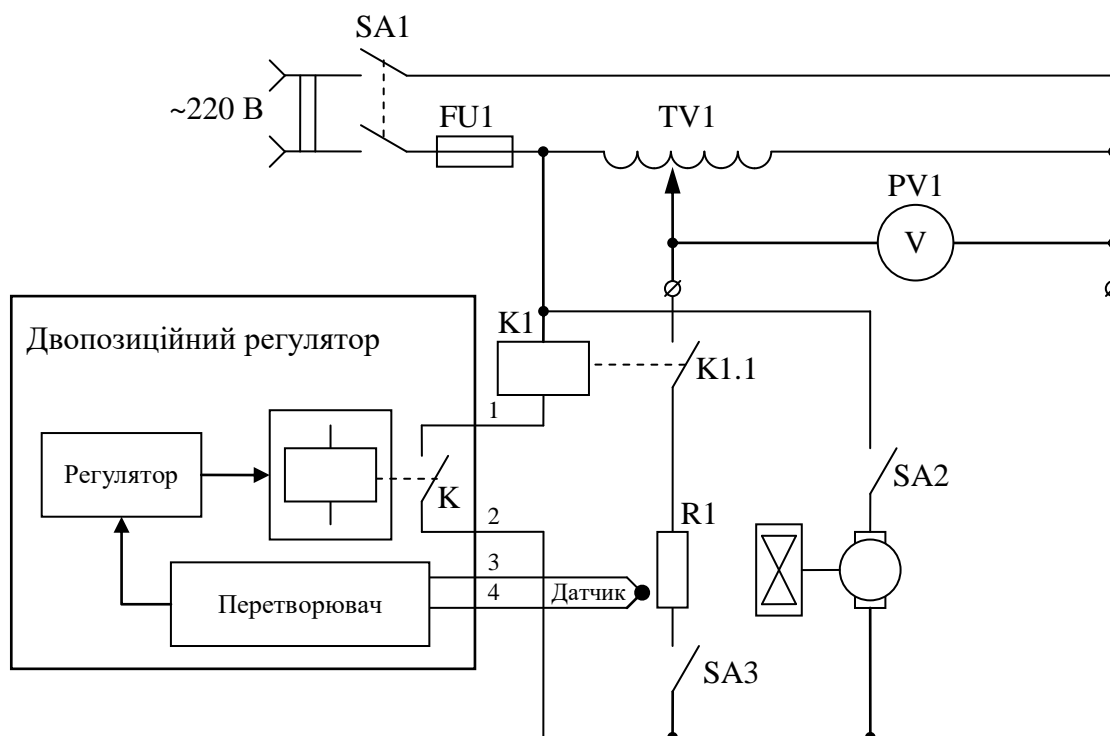 SA1
~220 В
FU1
TV1
PV1
V
Двопозиційний регулятор
K1
K1.1
1
Регулятор
K
SA2
2
R1
3
4
Датчик
Перетворювач
SA3